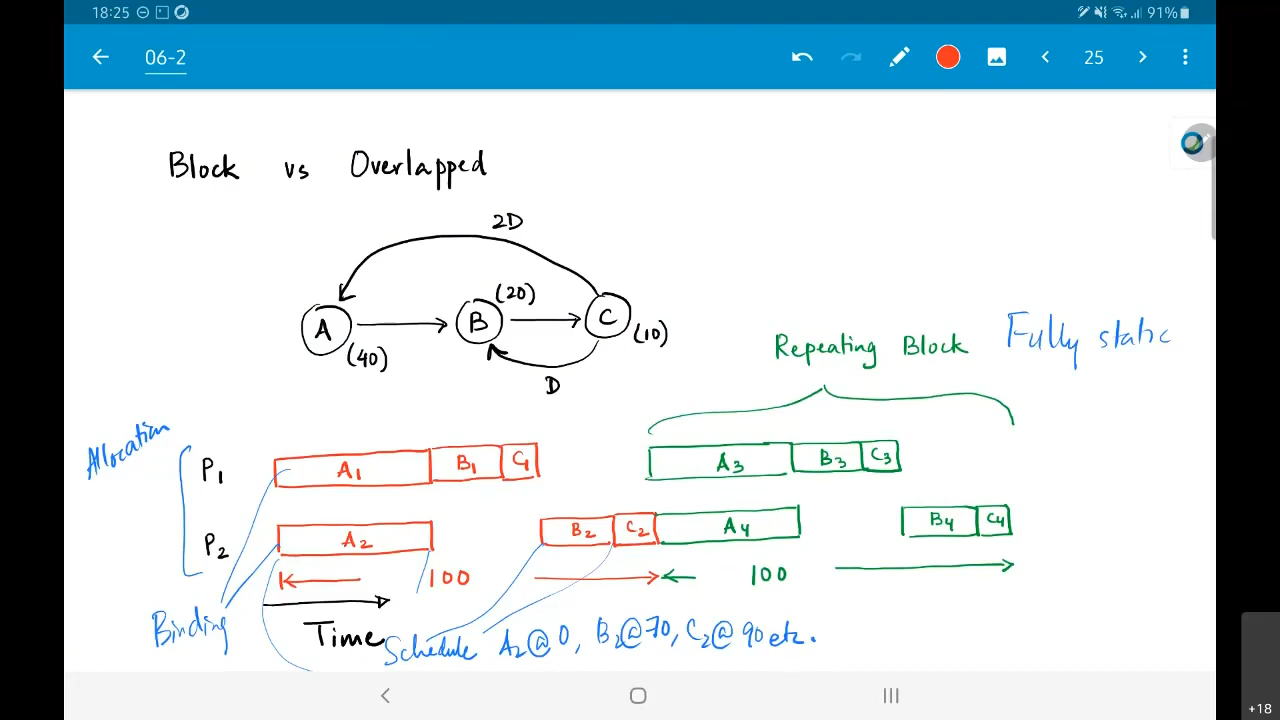 18:25
91%
06-2
25
Block vs Overlapped
2D
A
(40)
B
(20)
C
(10)
D
Repeating Block
Fully static
Allocation
P1
A1
B1
C1
A3
B3
C3
P2
A2
B2
C2
A4
B4
C4
100
100
Time
Binding
Schedule A2@0, B2@70, C2@90 etc.
+18